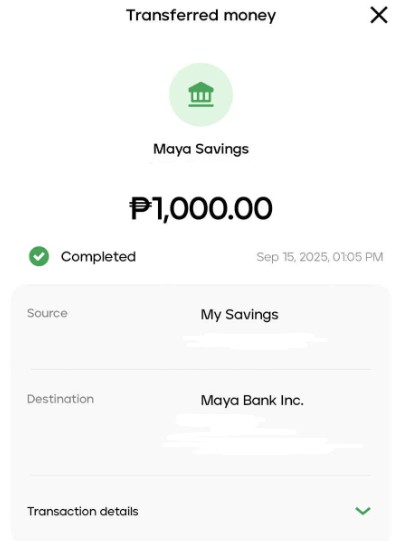 Transferred money
Maya Savings
₱1,000.00
Completed
Sep 15, 2025, 01:05 PM
Source
My Savings
Destination
Maya Bank Inc.
Transaction details